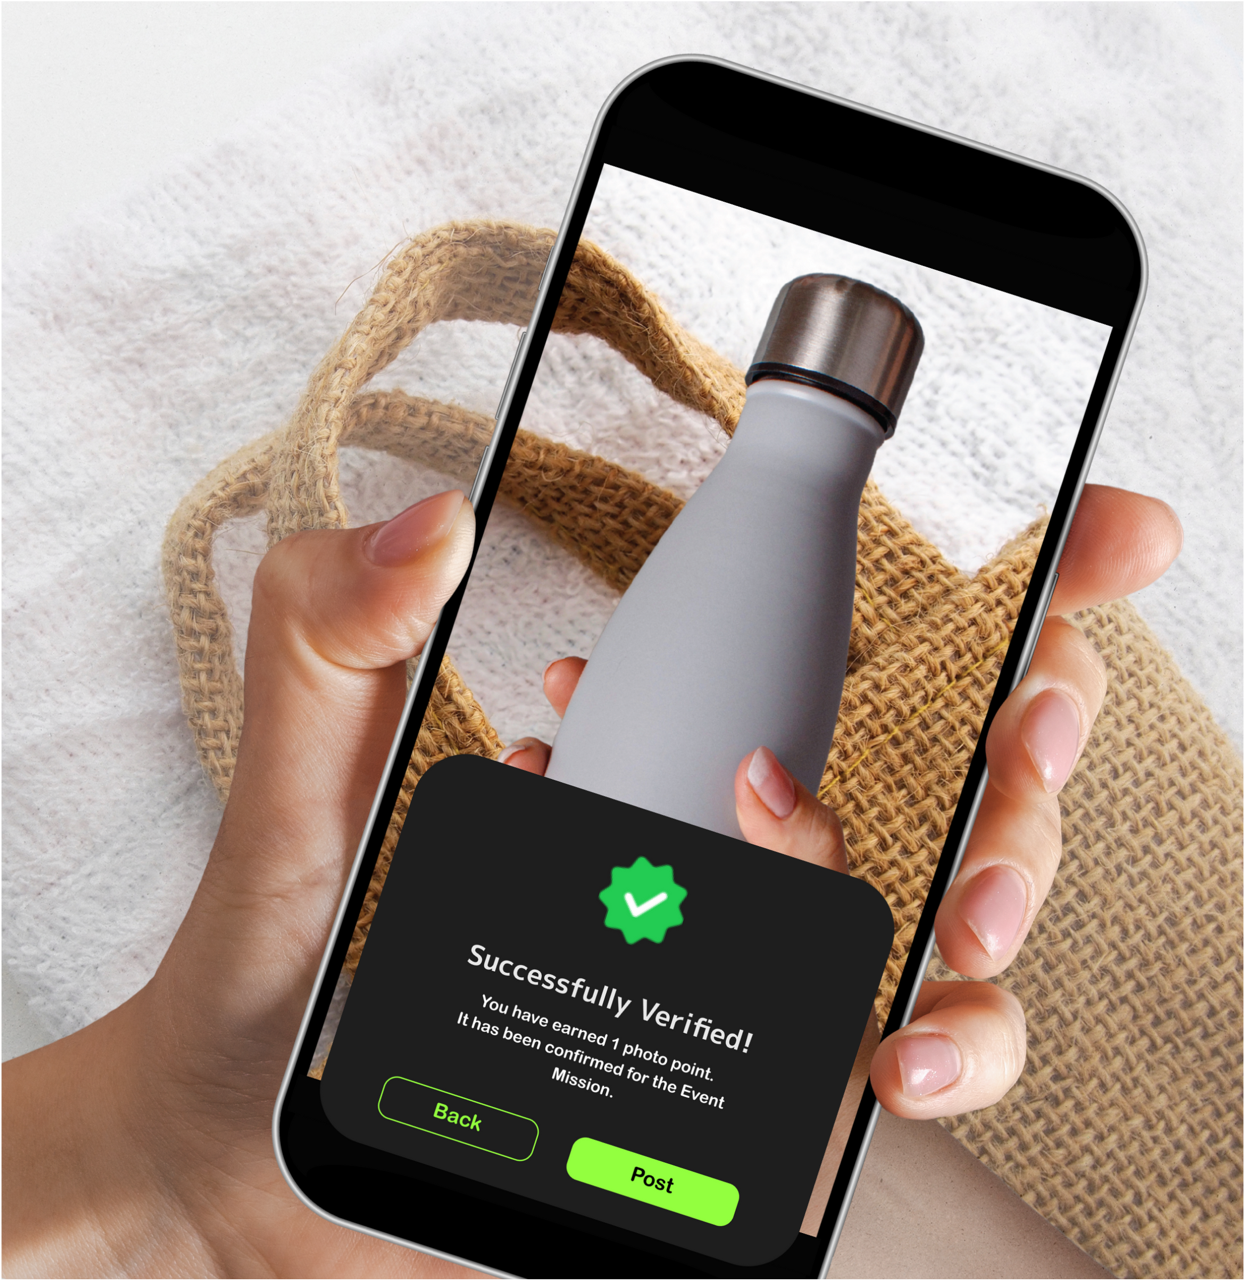 Successfully Verified!
You have earned 1 photo point.
It has been confirmed for the Event
Mission.
Back
Post